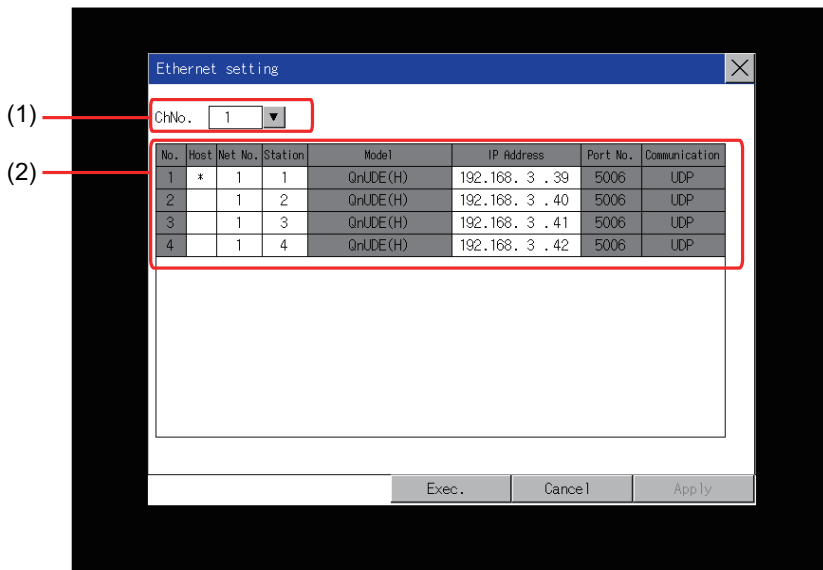 Ethernet setting
(1)
ChNo. 1 ▼
(2)
No. Host Net No. Station Model IP Address Port No. Communication
1 * 1 1 QnUDE(H) 192.168. 3 .39 5006 UDP
2 1 2 QnUDE(H) 192.168. 3 .40 5006 UDP
3 1 3 QnUDE(H) 192.168. 3 .41 5006 UDP
4 1 4 QnUDE(H) 192.168. 3 .42 5006 UDP
Exec. Cancel Apply